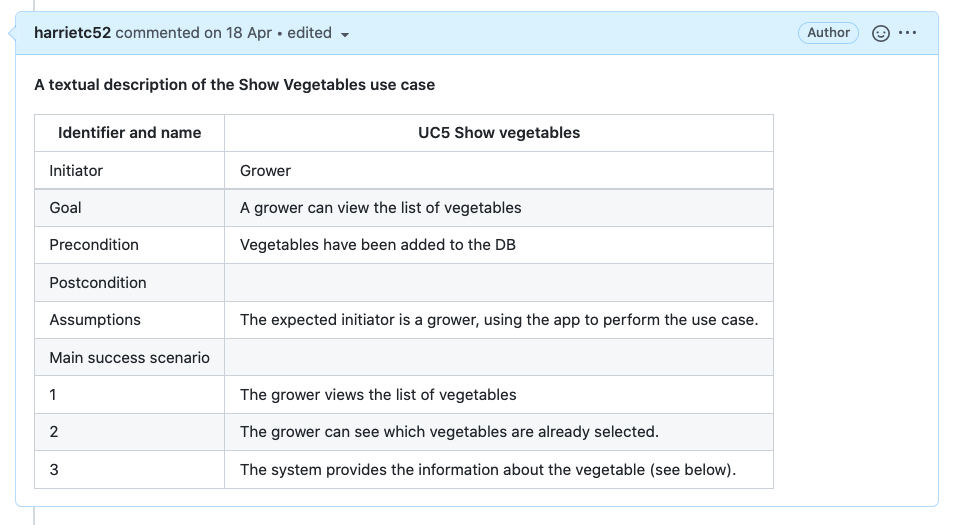 harrietc52 commented on 18 Apr • edited
Author
A textual description of the Show Vegetables use case
Identifier and name UC5 Show vegetables
Initiator Grower
Goal A grower can view the list of vegetables
Precondition Vegetables have been added to the DB
Postcondition
Assumptions The expected initiator is a grower, using the app to perform the use case.
Main success scenario
1 The grower views the list of vegetables
2 The grower can see which vegetables are already selected.
3 The system provides the information about the vegetable (see below).